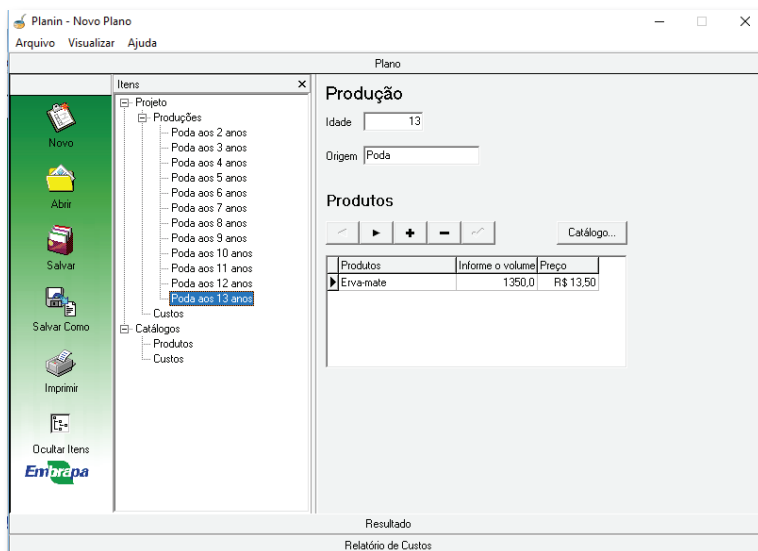 Planin - Novo Plano
Arquivo Visualizar Ajuda
Plano
Novo
Abrir
Salvar
Salvar Como
Imprimir
Ocultar Itens
Embrapa
Itens
Projeto
Produções
Poda aos 2 anos
Poda aos 3 anos
Poda aos 4 anos
Poda aos 5 anos
Poda aos 6 anos
Poda aos 7 anos
Poda aos 8 anos
Poda aos 9 anos
Poda aos 10 anos
Poda aos 11 anos
Poda aos 12 anos
Poda aos 13 anos
Custos
Catálogos
Produtos
Custos
Produção
Idade 13
Origem Poda
Produtos
Catálogo...
Produtos Informe o volume Preço
Erva-mate 1350,0 R$ 13,50
Resultado
Relatório de Custos